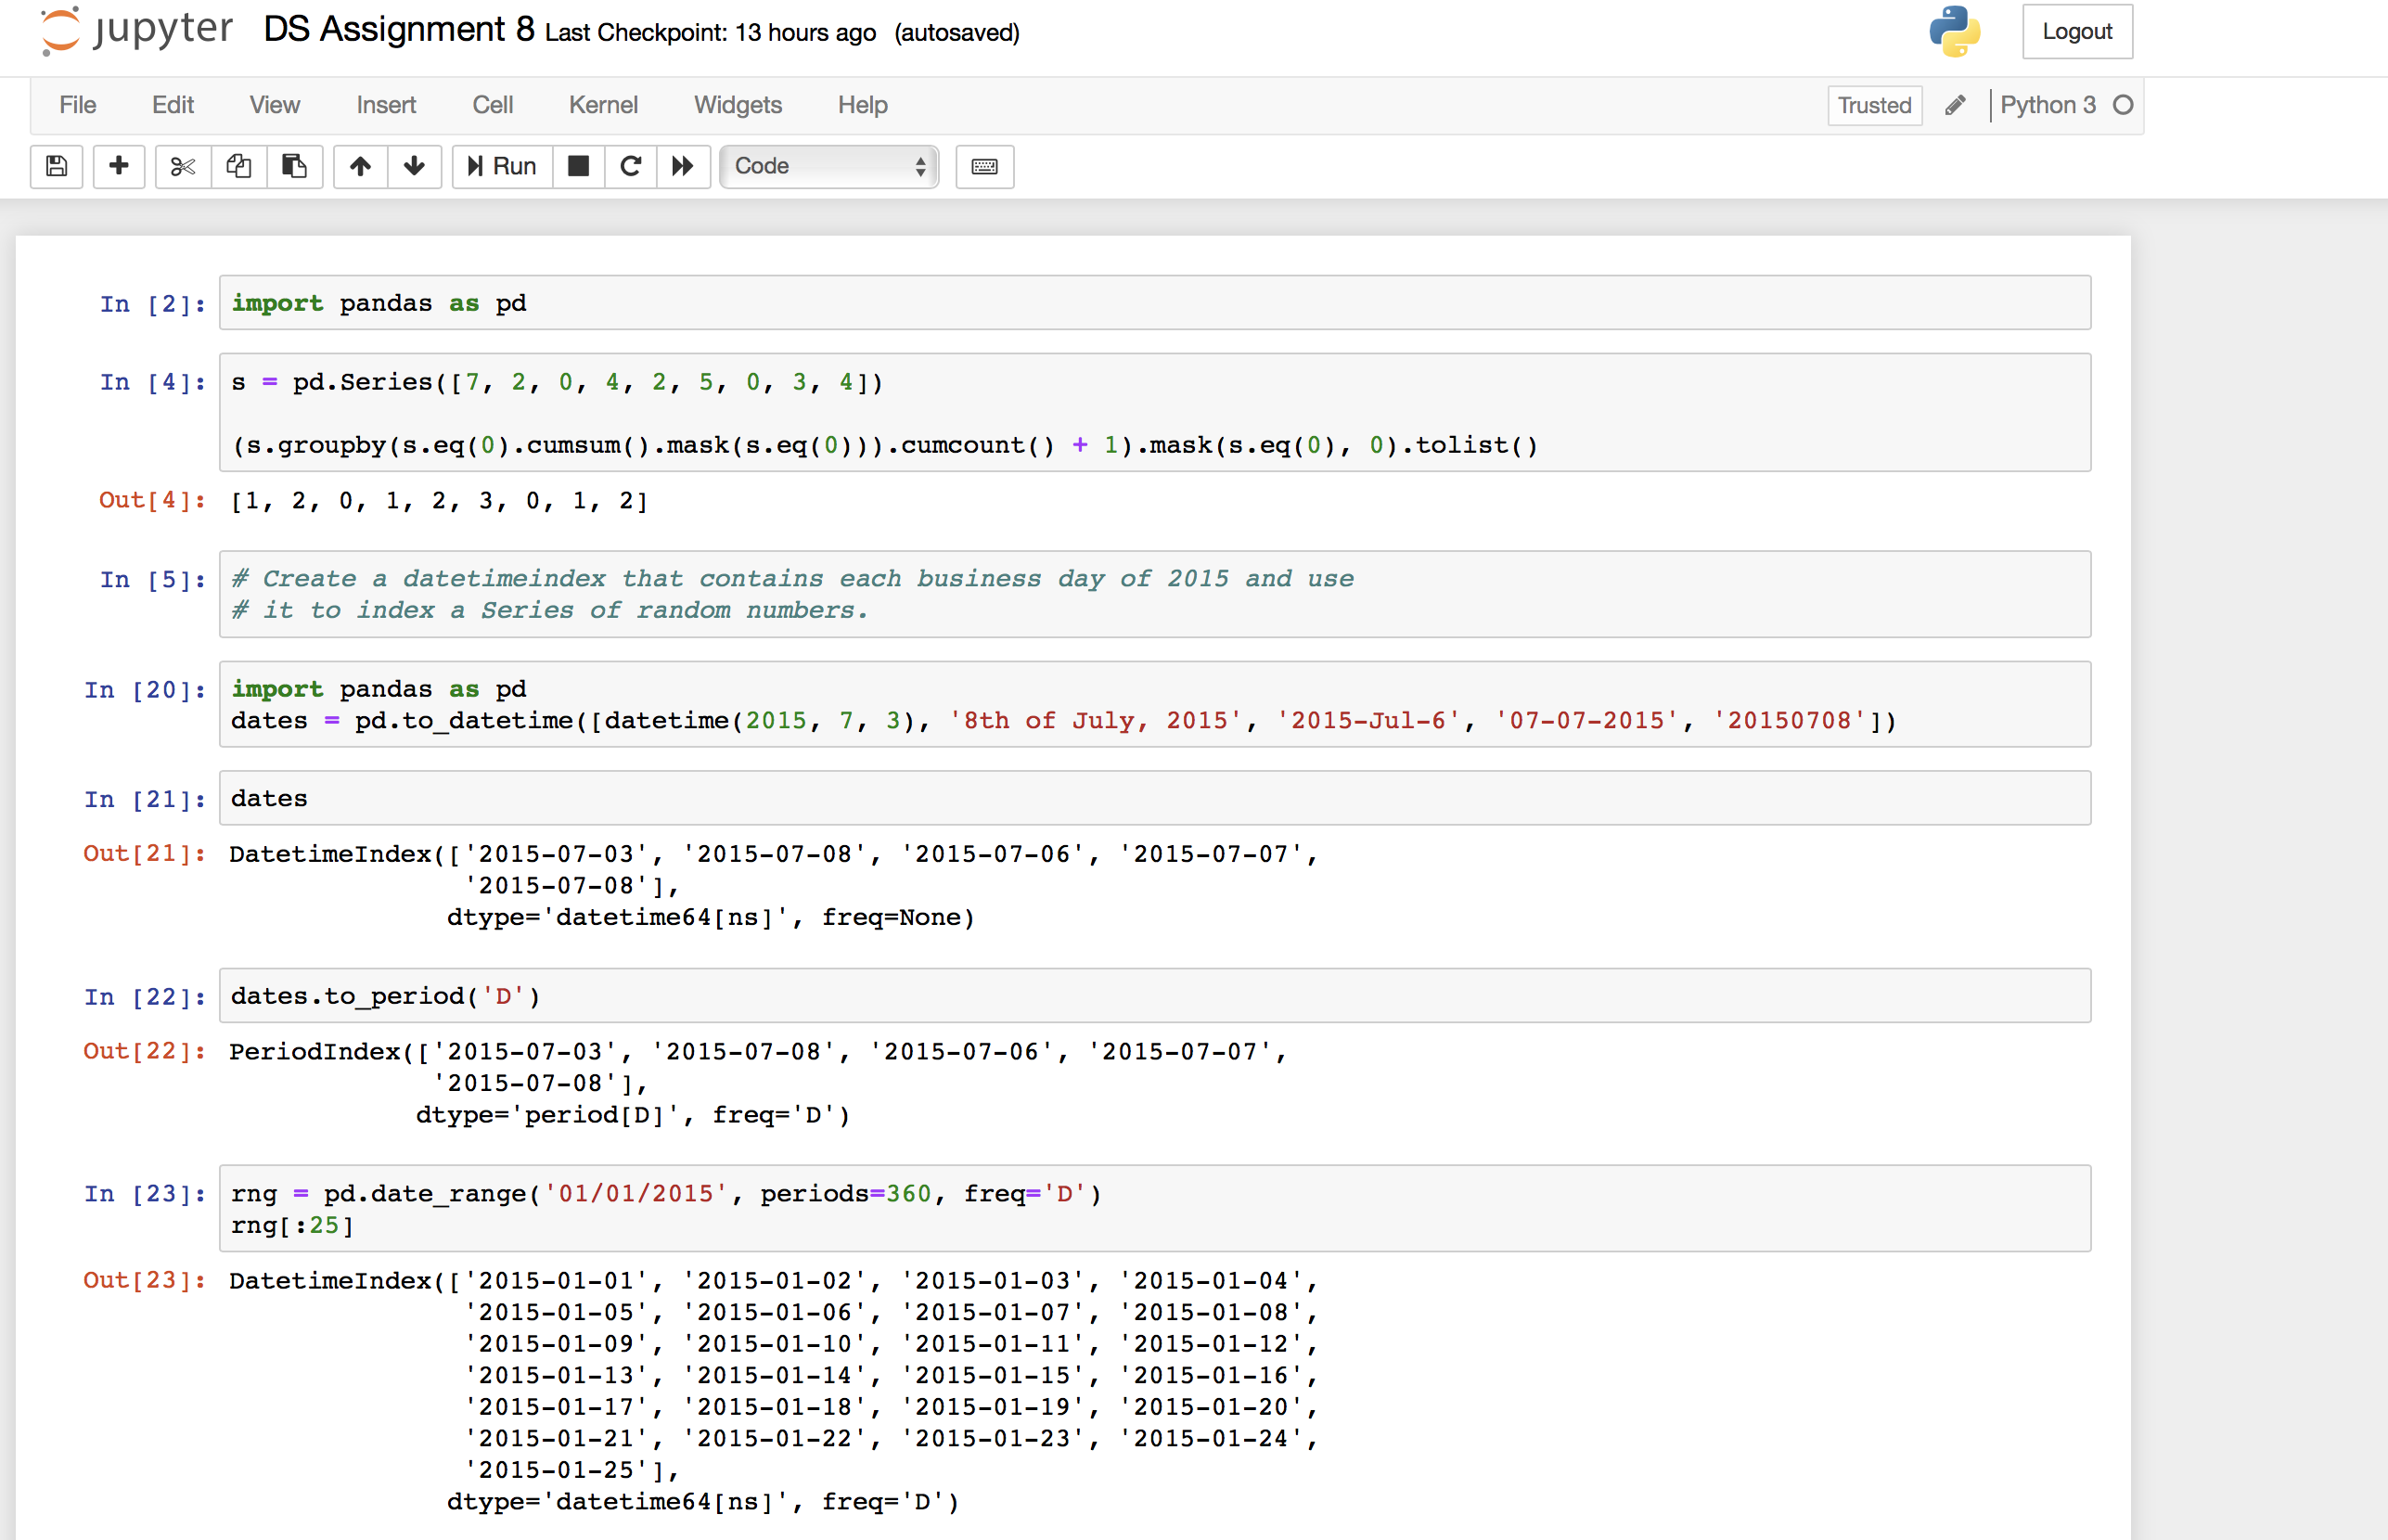 jupyter DS Assignment 8 Last Checkpoint: 13 hours ago (autosaved) Logout
File Edit View Insert Cell Kernel Widgets Help Trusted Python 3
Run Code
In [2]: import pandas as pd
In [4]: s = pd.Series([7, 2, 0, 4, 2, 5, 0, 3, 4])
(s.groupby(s.eq(0).cumsum().mask(s.eq(0))).cumcount() + 1).mask(s.eq(0), 0).tolist()
Out[4]: [1, 2, 0, 1, 2, 3, 0, 1, 2]
In [5]: # Create a datetimeindex that contains each business day of 2015 and use
# it to index a Series of random numbers.
In [20]: import pandas as pd
dates = pd.to_datetime([datetime(2015, 7, 3), '8th of July, 2015', '2015-Jul-6', '07-07-2015', '20150708'])
In [21]: dates
Out[21]: DatetimeIndex(['2015-07-03', '2015-07-08', '2015-07-06', '2015-07-07',
'2015-07-08'],
dtype='datetime64[ns]', freq=None)
In [22]: dates.to_period('D')
Out[22]: PeriodIndex(['2015-07-03', '2015-07-08', '2015-07-06', '2015-07-07',
'2015-07-08'],
dtype='period[D]', freq='D')
In [23]: rng = pd.date_range('01/01/2015', periods=360, freq='D')
rng[:25]
Out[23]: DatetimeIndex(['2015-01-01', '2015-01-02', '2015-01-03', '2015-01-04',
'2015-01-05', '2015-01-06', '2015-01-07', '2015-01-08',
'2015-01-09', '2015-01-10', '2015-01-11', '2015-01-12',
'2015-01-13', '2015-01-14', '2015-01-15', '2015-01-16',
'2015-01-17', '2015-01-18', '2015-01-19', '2015-01-20',
'2015-01-21', '2015-01-22', '2015-01-23', '2015-01-24',
'2015-01-25'],
dtype='datetime64[ns]', freq='D')